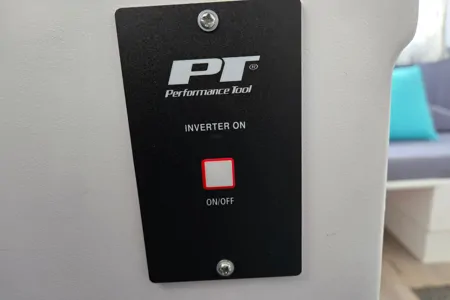 PT®
Performance Tool
INVERTER ON
ON/OFF